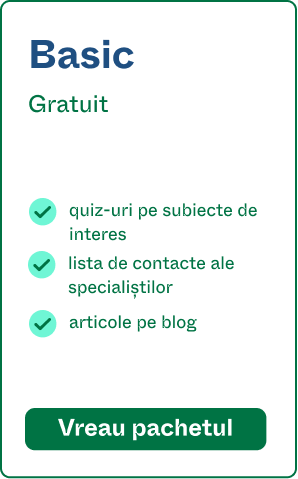 Basic
Gratuit
quiz-uri pe subiecte de
interes
lista de contacte ale
specialiștilor
articole pe blog
Vreau pachetul